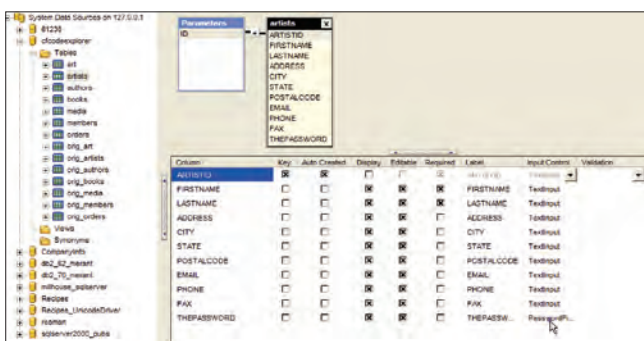 System Data Sources on 127.0.0.1
61238
cfcodeexplorer
Tables
art
artists
authors
books
media
members
orders
orig_art
orig_artists
orig_authors
orig_books
orig_media
orig_members
orig_orders
Views
Synonyms
CompanyInfo
db2_82_merant
db2_70_merant
millhouse_sqlserver
Recipes
Recipes_UnicodeDriver
rosman
sqlserver2000_pubs
Parameters
ID
artists
ARTISTID
FIRSTNAME
LASTNAME
ADDRESS
CITY
STATE
POSTALCODE
EMAIL
PHONE
FAX
THEPASSWORD
Column Key Auto Created Display Editable Required Label Input Control Validation
ARTISTID
FIRSTNAME FIRSTNAME TextInput
LASTNAME LASTNAME TextInput
ADDRESS ADDRESS TextInput
CITY CITY TextInput
STATE STATE TextInput
POSTALCODE POSTALCODE TextInput
EMAIL EMAIL TextInput
PHONE PHONE TextInput
FAX FAX TextInput
THEPASSWORD THEPASSW... PasswordFi...